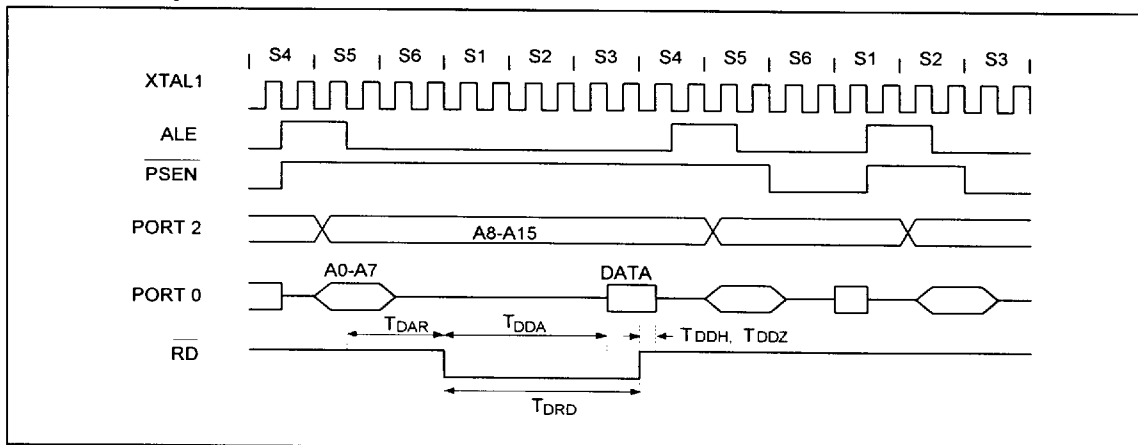 S4 S5 S6 S1 S2 S3 S4 S5 S6 S1 S2 S3
XTAL1
ALE
PSEN
PORT 2
A8-A15
A0-A7
DATA
PORT 0
TDAR
TDDA
TDDH, TDDZ
RD
TDRD